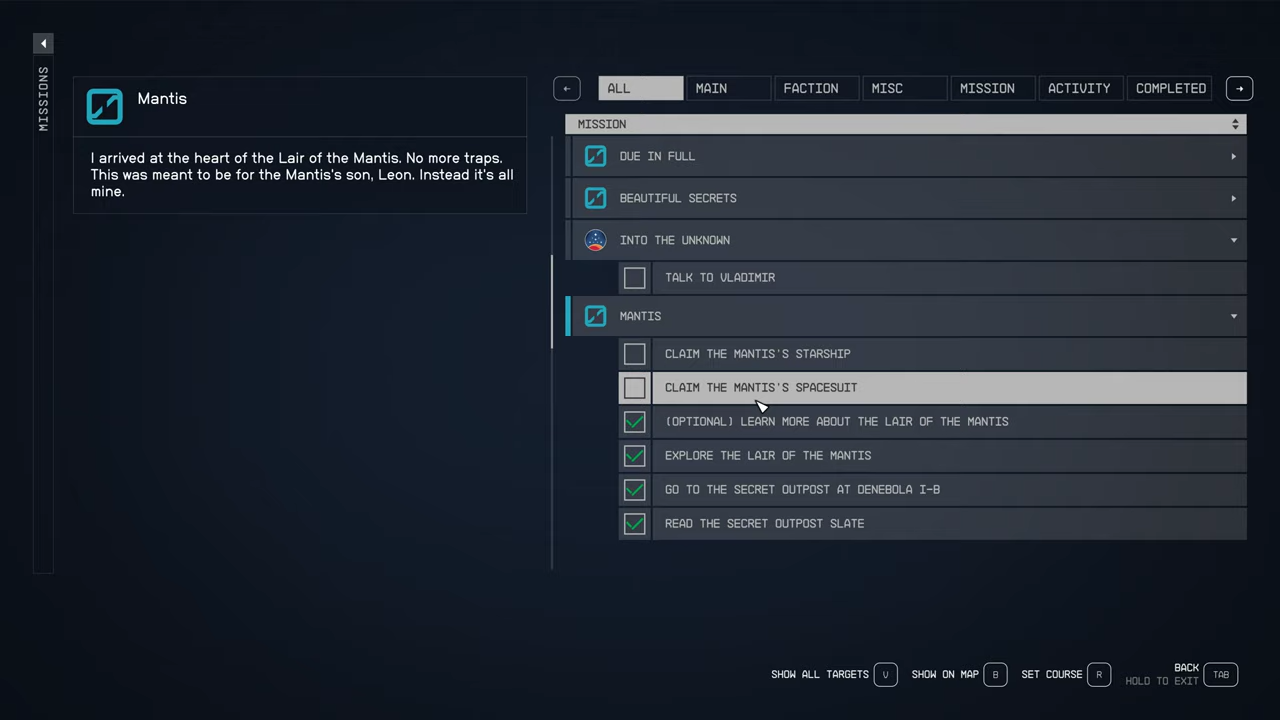 MISSIONS
Mantis
I arrived at the heart of the Lair of the Mantis. No more traps.
This was meant to be for the Mantis's son, Leon. Instead it's all
mine.
ALL MAIN FACTION MISC MISSION ACTIVITY COMPLETED
MISSION
DUE IN FULL
BEAUTIFUL SECRETS
INTO THE UNKNOWN
TALK TO VLADIMIR
MANTIS
CLAIM THE MANTIS'S STARSHIP
CLAIM THE MANTIS'S SPACESUIT
(OPTIONAL) LEARN MORE ABOUT THE LAIR OF THE MANTIS
EXPLORE THE LAIR OF THE MANTIS
GO TO THE SECRET OUTPOST AT DENEBOLA I-B
READ THE SECRET OUTPOST SLATE
SHOW ALL TARGETS V SHOW ON MAP B SET COURSE R BACK TAB
HOLD TO EXIT